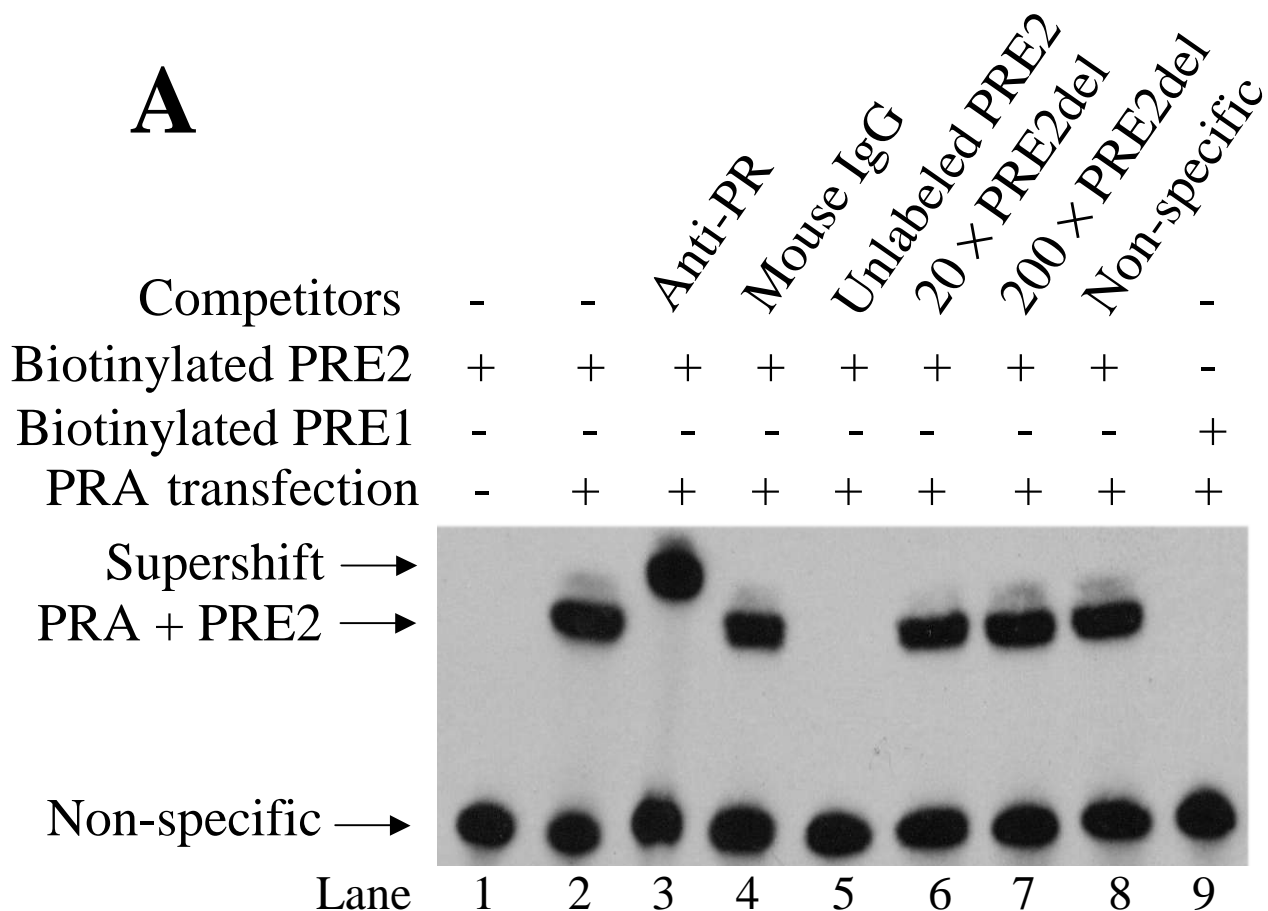 A
Anti-PR
Mouse IgG
Unlabeled PRE2
20 × PRE2del
200 × PRE2del
Non-specific
Competitors - - -
Biotinylated PRE2 + + + + + + + + -
Biotinylated PRE1 - - - - - - - - +
PRA transfection - + + + + + + + +
Supershift
PRA + PRE2
Non-specific
Lane 1 2 3 4 5 6 7 8 9